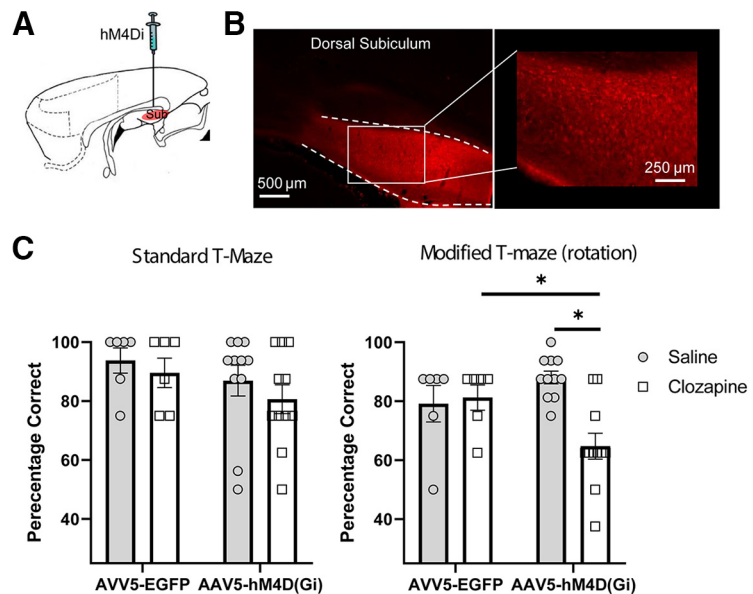 A
hM4Di
Sub
B
Dorsal Subiculum
500 µm
250 µm
C
Standard T-Maze
Modified T-maze (rotation)
*
*
Perecentage Correct
100
80
60
40
AVV5-EGFP
AAV5-hM4D(Gi)
Perecentage Correct
100
80
60
40
AVV5-EGFP
AAV5-hM4D(Gi)
Saline
Clozapine